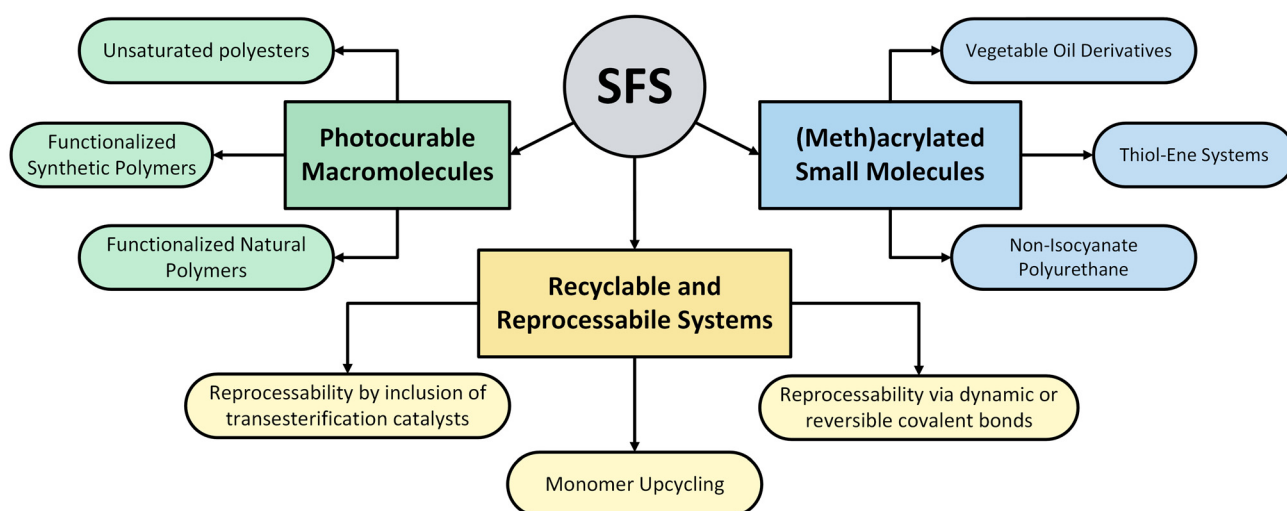 SFS
Photocurable
Macromolecules
Unsaturated polyesters
Functionalized
Synthetic Polymers
Functionalized Natural
Polymers
(Meth)acrylated
Small Molecules
Vegetable Oil Derivatives
Thiol-Ene Systems
Non-Isocyanate
Polyurethane
Recyclable and
Reprocessabile Systems
Reprocessability by inclusion of
transesterification catalysts
Monomer Upcycling
Reprocessability via dynamic or
reversible covalent bonds